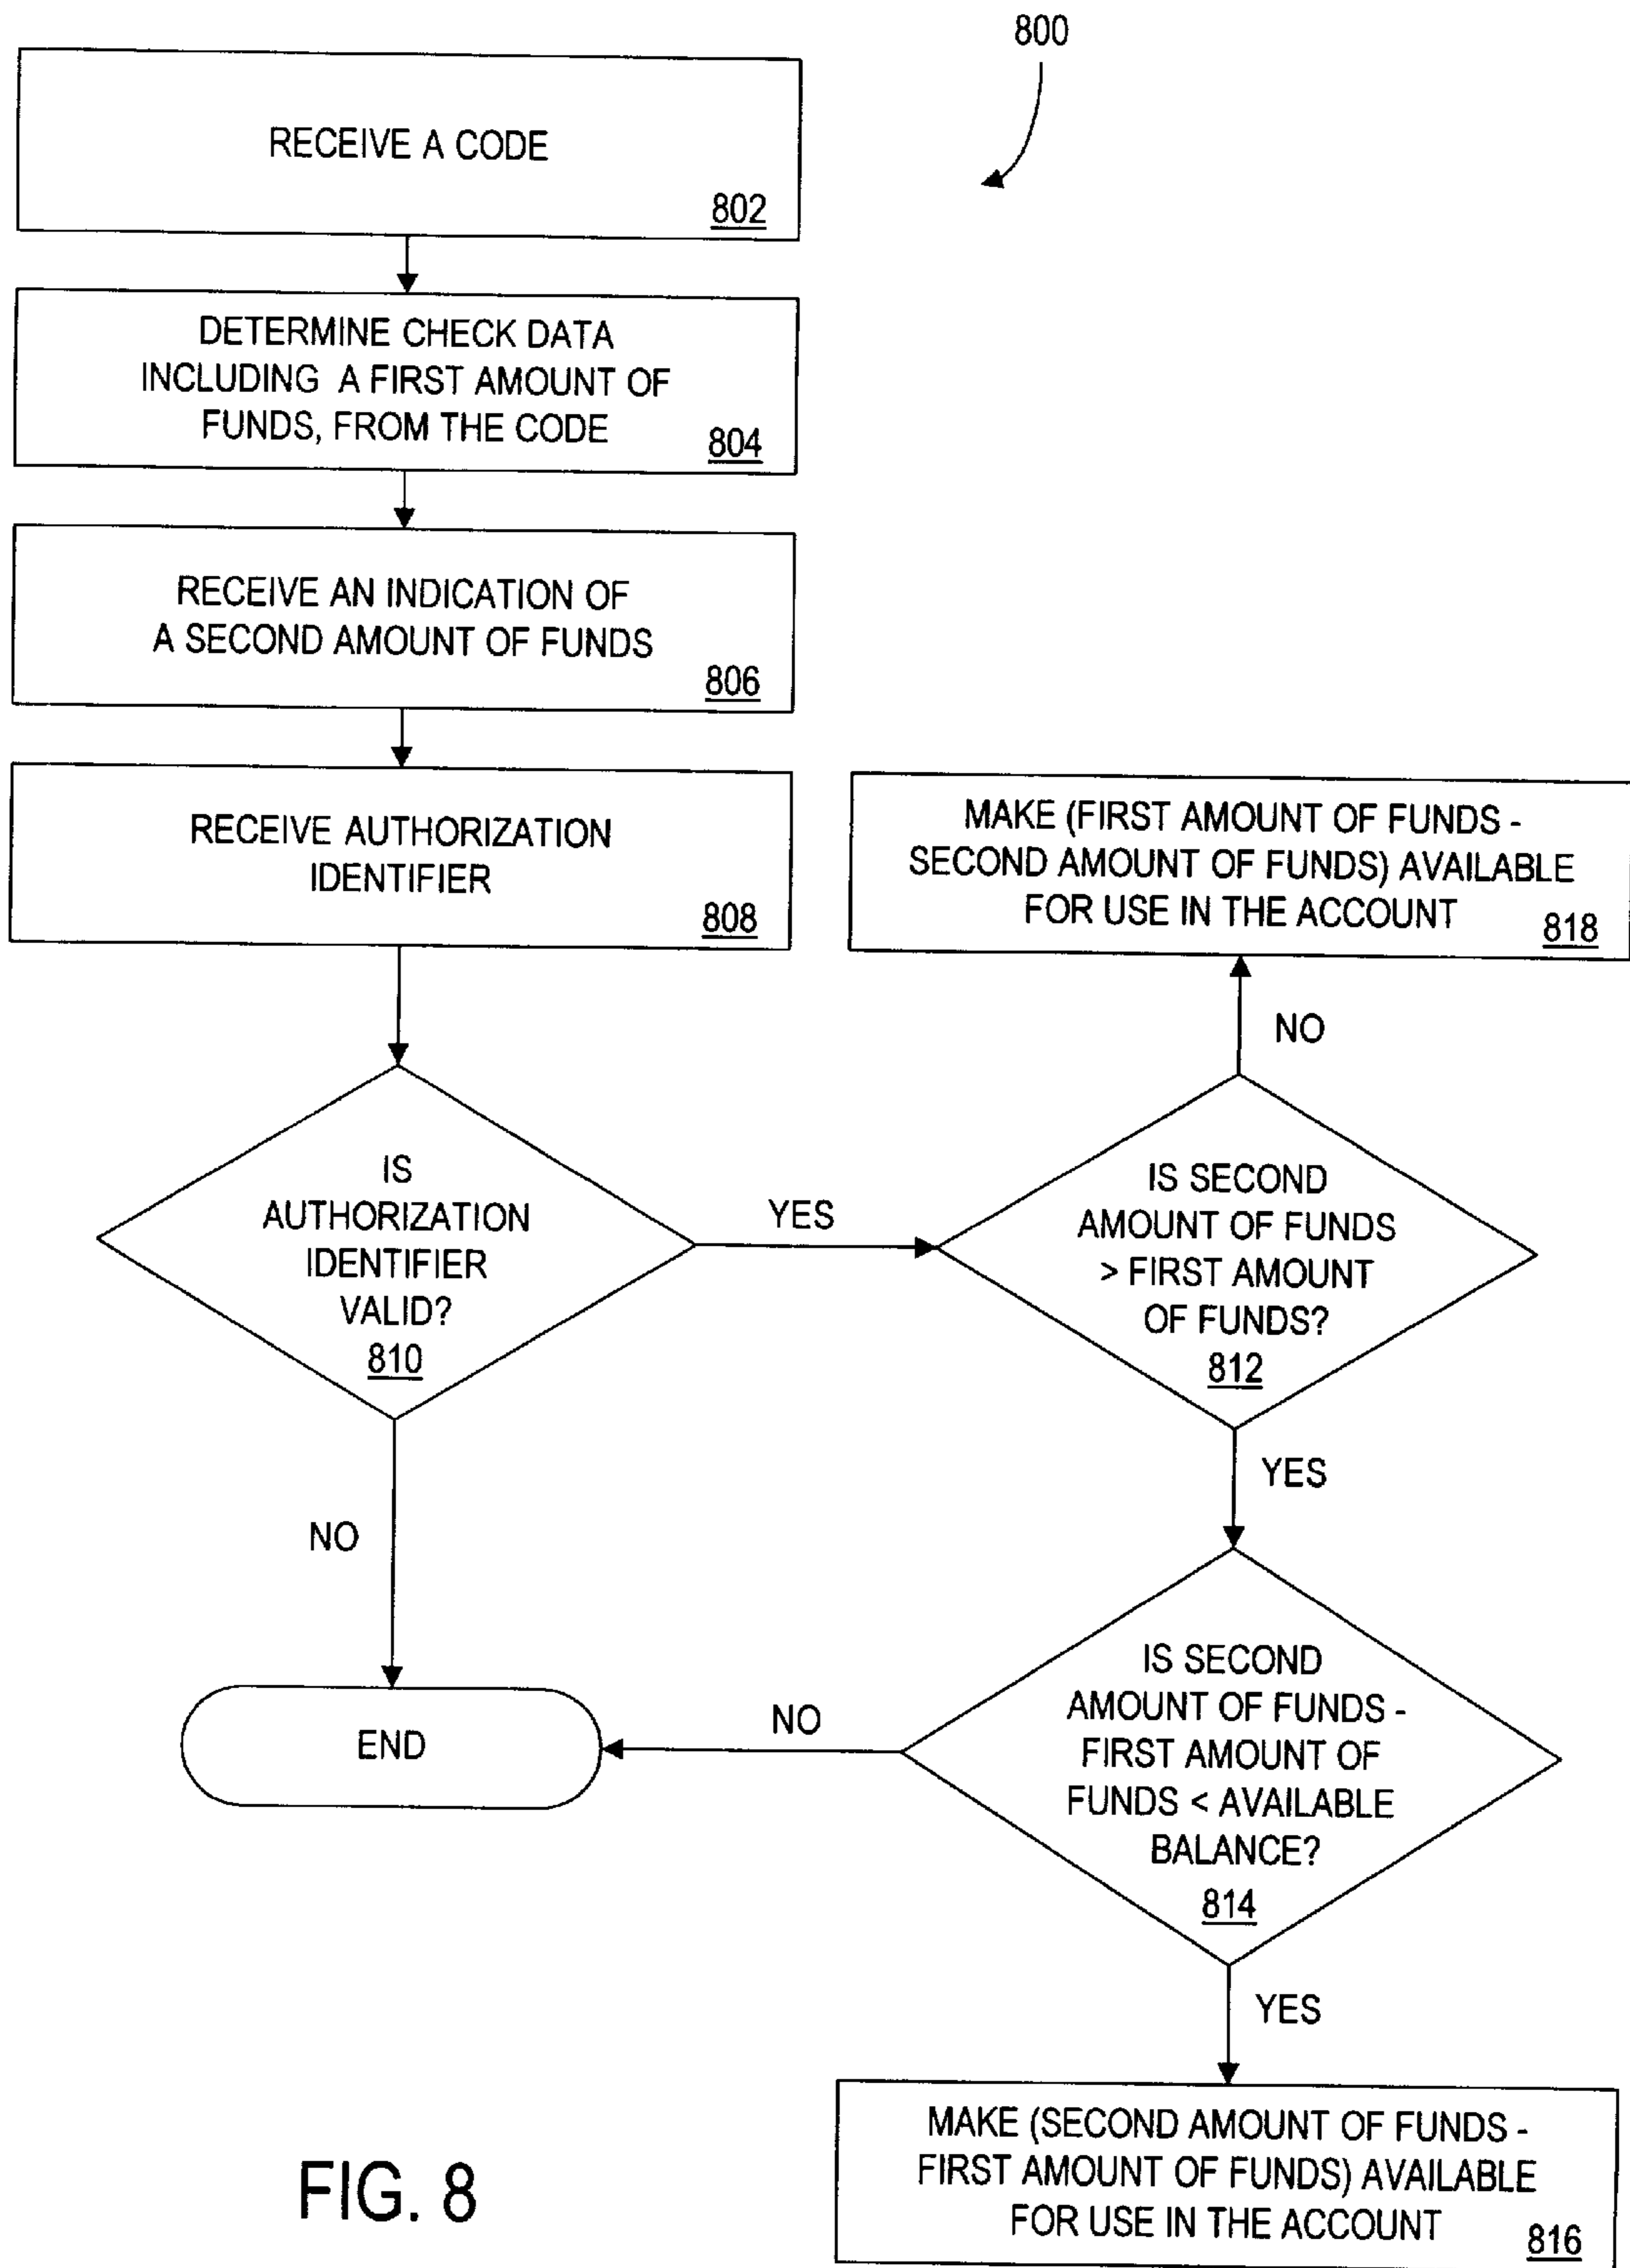 800
RECEIVE A CODE
802
DETERMINE CHECK DATA
INCLUDING A FIRST AMOUNT OF
FUNDS, FROM THE CODE
804
RECEIVE AN INDICATION OF
A SECOND AMOUNT OF FUNDS
806
RECEIVE AUTHORIZATION
IDENTIFIER
808
MAKE (FIRST AMOUNT OF FUNDS -
SECOND AMOUNT OF FUNDS) AVAILABLE
FOR USE IN THE ACCOUNT
818
NO
IS
AUTHORIZATION
IDENTIFIER
VALID?
810
YES
IS SECOND
AMOUNT OF FUNDS
> FIRST AMOUNT
OF FUNDS?
812
YES
NO
END
NO
IS SECOND
AMOUNT OF FUNDS -
FIRST AMOUNT OF
FUNDS < AVAILABLE
BALANCE?
814
YES
MAKE (SECOND AMOUNT OF FUNDS -
FIRST AMOUNT OF FUNDS) AVAILABLE
FOR USE IN THE ACCOUNT
816
FIG. 8